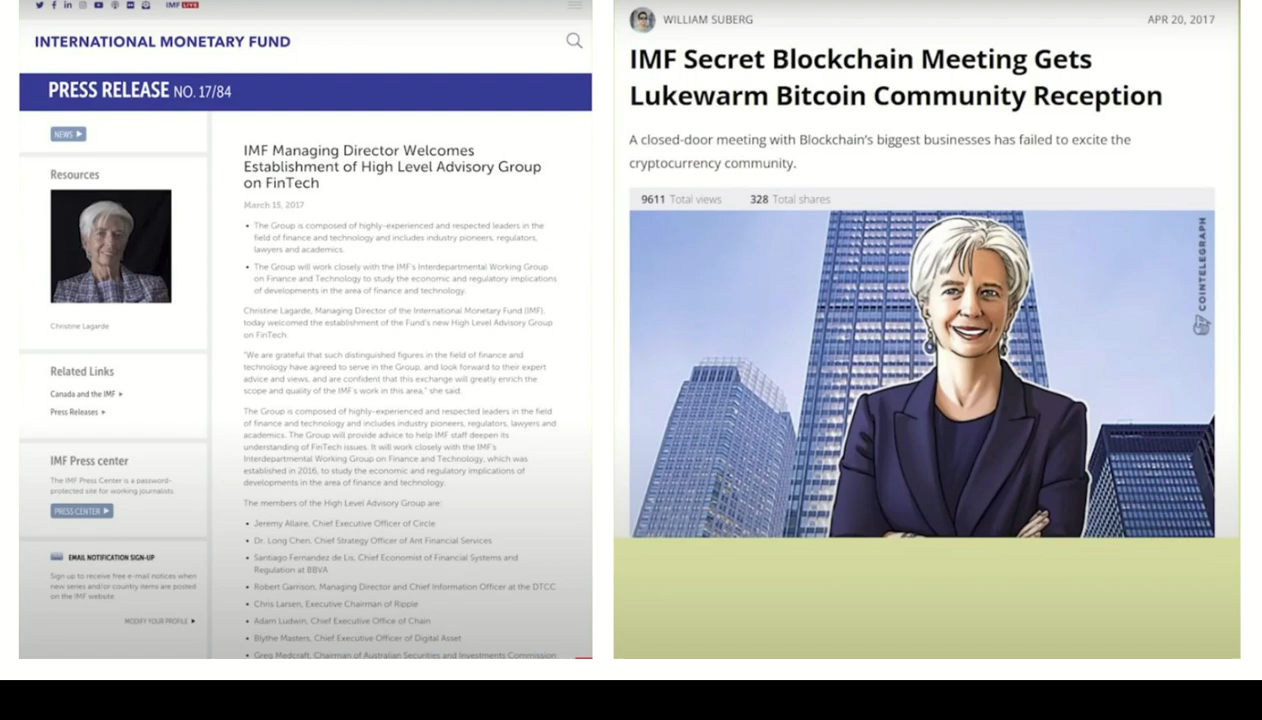 IMF LIVE
INTERNATIONAL MONETARY FUND
PRESS RELEASE NO. 17/84
NEWS
Resources
Christine Lagarde
Related Links
Canada and the IMF
Press Releases
IMF Press center
The IMF Press Center is a password-
protected site for working journalists
PRESS CENTER
EMAIL NOTIFICATION SIGN-UP
Sign up to receive free e-mail notices when
new series and/or country items are posted
on the IMF website
MODIFY YOUR PROFILE
IMF Managing Director Welcomes
Establishment of High Level Advisory Group
on FinTech
March 15, 2017
• The Group is composed of highly-experienced and respected leaders in the
field of finance and technology and includes industry pioneers, regulators,
lawyers and academics.
• The Group will work closely with the IMF's Interdepartmental Working Group
on Finance and Technology to study the economic and regulatory implications
of developments in the area of finance and technology.
Christine Lagarde, Managing Director of the International Monetary Fund (IMF),
today welcomed the establishment of the Fund's new High Level Advisory Group
on FinTech.
"We are grateful that such distinguished figures in the field of finance and
technology have agreed to serve in the Group, and look forward to their expert
advice and views, and are confident that this exchange will greatly enrich the
scope and quality of the IMF's work in this area," she said.
The Group is composed of highly-experienced and respected leaders in the field
of finance and technology and includes industry pioneers, regulators, lawyers and
academics. The Group will provide advice to help IMF staff deepen its
understanding of FinTech issues. It will work closely with the IMF's
Interdepartmental Working Group on Finance and Technology, which was
established in 2016, to study the economic and regulatory implications of
developments in the area of finance and technology.
The members of the High Level Advisory Group are:
• Jeremy Allaire, Chief Executive Officer of Circle
• Dr. Long Chen, Chief Strategy Officer of Ant Financial Services
• Santiago Fernandez de Lis, Chief Economist of Financial Systems and
Regulation at BBVA
• Robert Garrison, Managing Director and Chief Information Officer at the DTCC
• Chris Larsen, Executive Chairman of Ripple
• Adam Ludwin, Chief Executive Office of Chain
• Blythe Masters, Chief Executive Officer of Digital Asset
• Greg Medcraft, Chairman of Australian Securities and Investments Commission
WILLIAM SUBERG
APR 20, 2017
IMF Secret Blockchain Meeting Gets
Lukewarm Bitcoin Community Reception
A closed-door meeting with Blockchain's biggest businesses has failed to excite the
cryptocurrency community.
9611 Total views 328 Total shares
COINTELEGRAPH